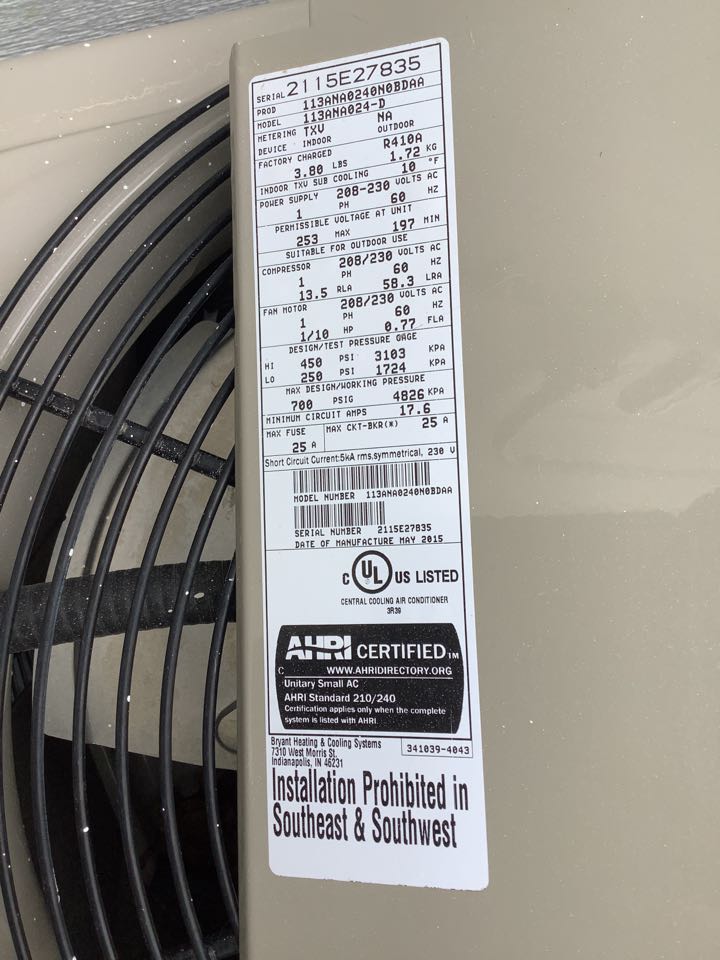 SERIAL 2115E27835
PROD 113ANA0240N0BDAA
MODEL 113ANA024-D
METERING TXV NA
DEVICE INDOOR OUTDOOR
FACTORY CHARGED R410A
3.80 LBS 1.72 KG
INDOOR TXV SUB COOLING 10 °F
POWER SUPPLY 208-230 VOLTS AC
1 PH 60 HZ
PERMISSIBLE VOLTAGE AT UNIT
253 MAX 197 MIN
SUITABLE FOR OUTDOOR USE
COMPRESSOR 208/230 VOLTS AC
1 PH 60 HZ
13.5 RLA 58.3 LRA
FAN MOTOR 208/230 VOLTS AC
1 PH 60 HZ
1/10 HP 0.77 FLA
DESIGN/TEST PRESSURE GAGE
HI 450 PSI 3103 KPA
LO 250 PSI 1724 KPA
MAX DESIGN/WORKING PRESSURE
700 PSIG 4826 KPA
MINIMUM CIRCUIT AMPS 17.6
MAX FUSE MAX CKT-BKR(*) 25 A
25 A
Short Circuit Current:5kA rms,symmetrical, 230 V
MODEL NUMBER 113ANA0240N0BDAA
SERIAL NUMBER 2115E27835
DATE OF MANUFACTURE MAY 2015
C UL US LISTED
CENTRAL COOLING AIR CONDITIONER
3R39
AHRI CERTIFIED TM
C WWW.AHRIDIRECTORY.ORG
Unitary Small AC
AHRI Standard 210/240
Certification applies only when the complete
system is listed with AHRI.
Bryant Heating & Cooling Systems
7310 West Morris St.
Indianapolis, IN 46231
341039-4043
Installation Prohibited in
Southeast & Southwest